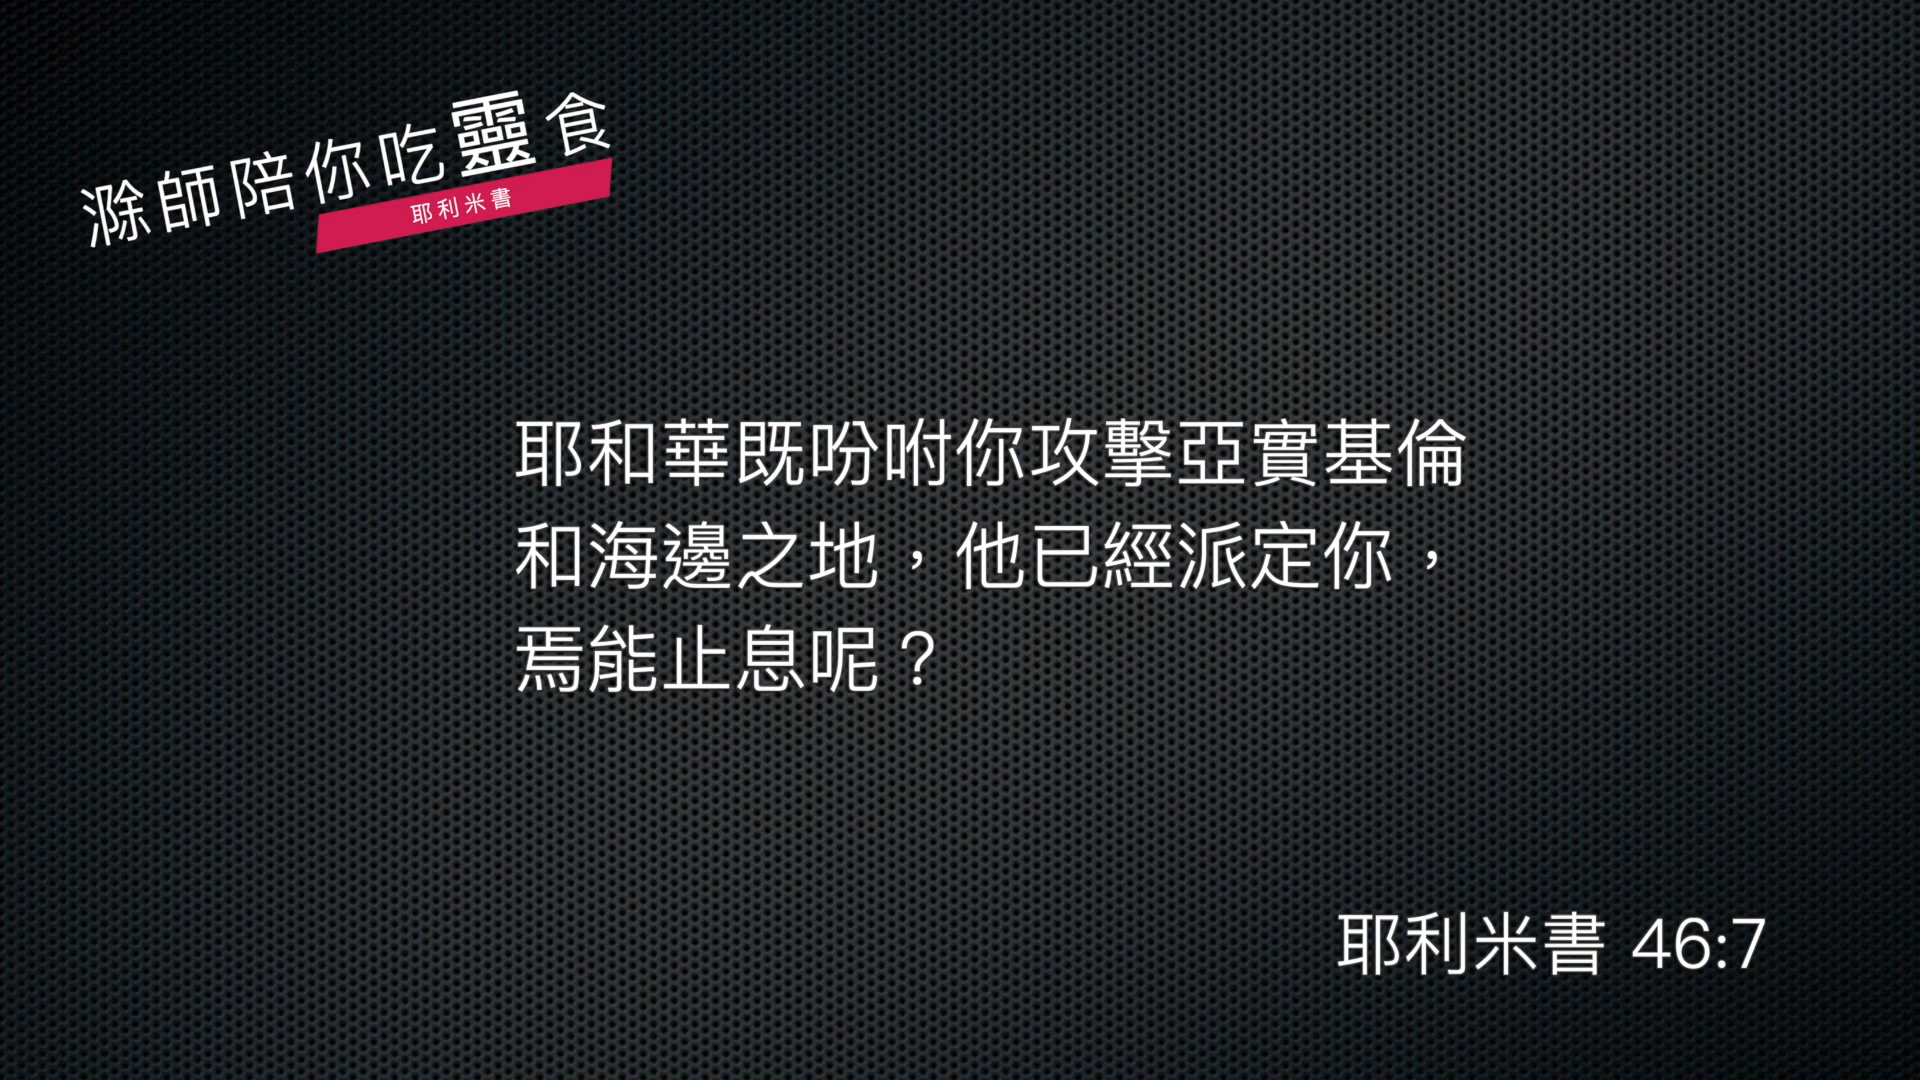 滁師陪你吃靈食
耶利米書
耶和華既吩咐你攻擊亞實基倫
和海邊之地，他已經派定你，
焉能止息呢？
耶利米書 46:7